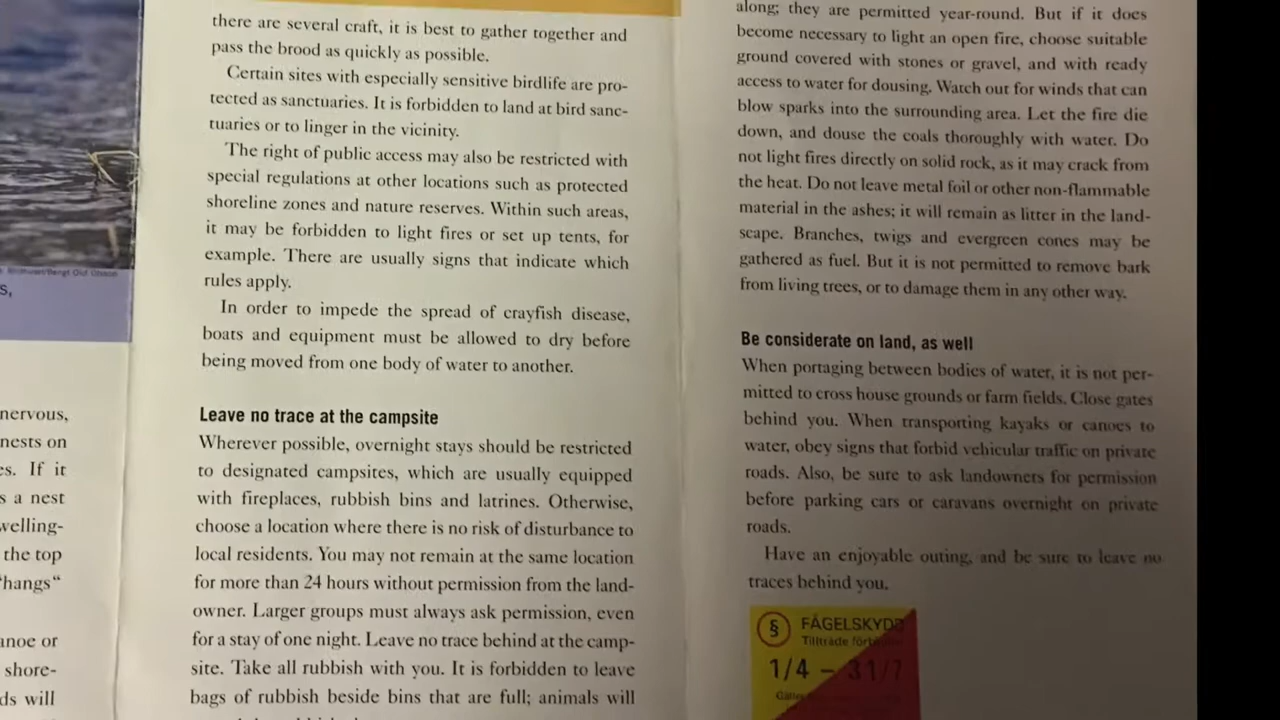 s,
nervous,
nests on
es. If it
s a nest
welling-
the top
"hangs"
anoe or
shore-
ds will
there are several craft, it is best to gather together and
pass the brood as quickly as possible.
Certain sites with especially sensitive birdlife are pro-
tected as sanctuaries. It is forbidden to land at bird sanc-
tuaries or to linger in the vicinity.
The right of public access may also be restricted with
special regulations at other locations such as protected
shoreline zones and nature reserves. Within such areas,
it may be forbidden to light fires or set up tents, for
example. There are usually signs that indicate which
rules apply.
In order to impede the spread of crayfish disease,
boats and equipment must be allowed to dry before
being moved from one body of water to another.
Leave no trace at the campsite
Wherever possible, overnight stays should be restricted
to designated campsites, which are usually equipped
with fireplaces, rubbish bins and latrines. Otherwise,
choose a location where there is no risk of disturbance to
local residents. You may not remain at the same location
for more than 24 hours without permission from the land-
owner. Larger groups must always ask permission, even
for a stay of one night. Leave no trace behind at the camp-
site. Take all rubbish with you. It is forbidden to leave
bags of rubbish beside bins that are full; animals will
along; they are permitted year-round. But if it does
become necessary to light an open fire, choose suitable
ground covered with stones or gravel, and with ready
access to water for dousing. Watch out for winds that can
blow sparks into the surrounding area. Let the fire die
down, and douse the coals thoroughly with water. Do
not light fires directly on solid rock, as it may crack from
the heat. Do not leave metal foil or other non-flammable
material in the ashes; it will remain as litter in the land-
scape. Branches, twigs and evergreen cones may be
gathered as fuel. But it is not permitted to remove bark
from living trees, or to damage them in any other way.
Be considerate on land, as well
When portaging between bodies of water, it is not per-
mitted to cross house grounds or farm fields. Close gates
behind you. When transporting kayaks or canoes to
water, obey signs that forbid vehicular traffic on private
roads. Also, be sure to ask landowners for permission
before parking cars or caravans overnight on private
roads.
Have an enjoyable outing, and be sure to leave no
traces behind you.
§ FÅGELSKYDD
Tillträde
1/4 – 31/7